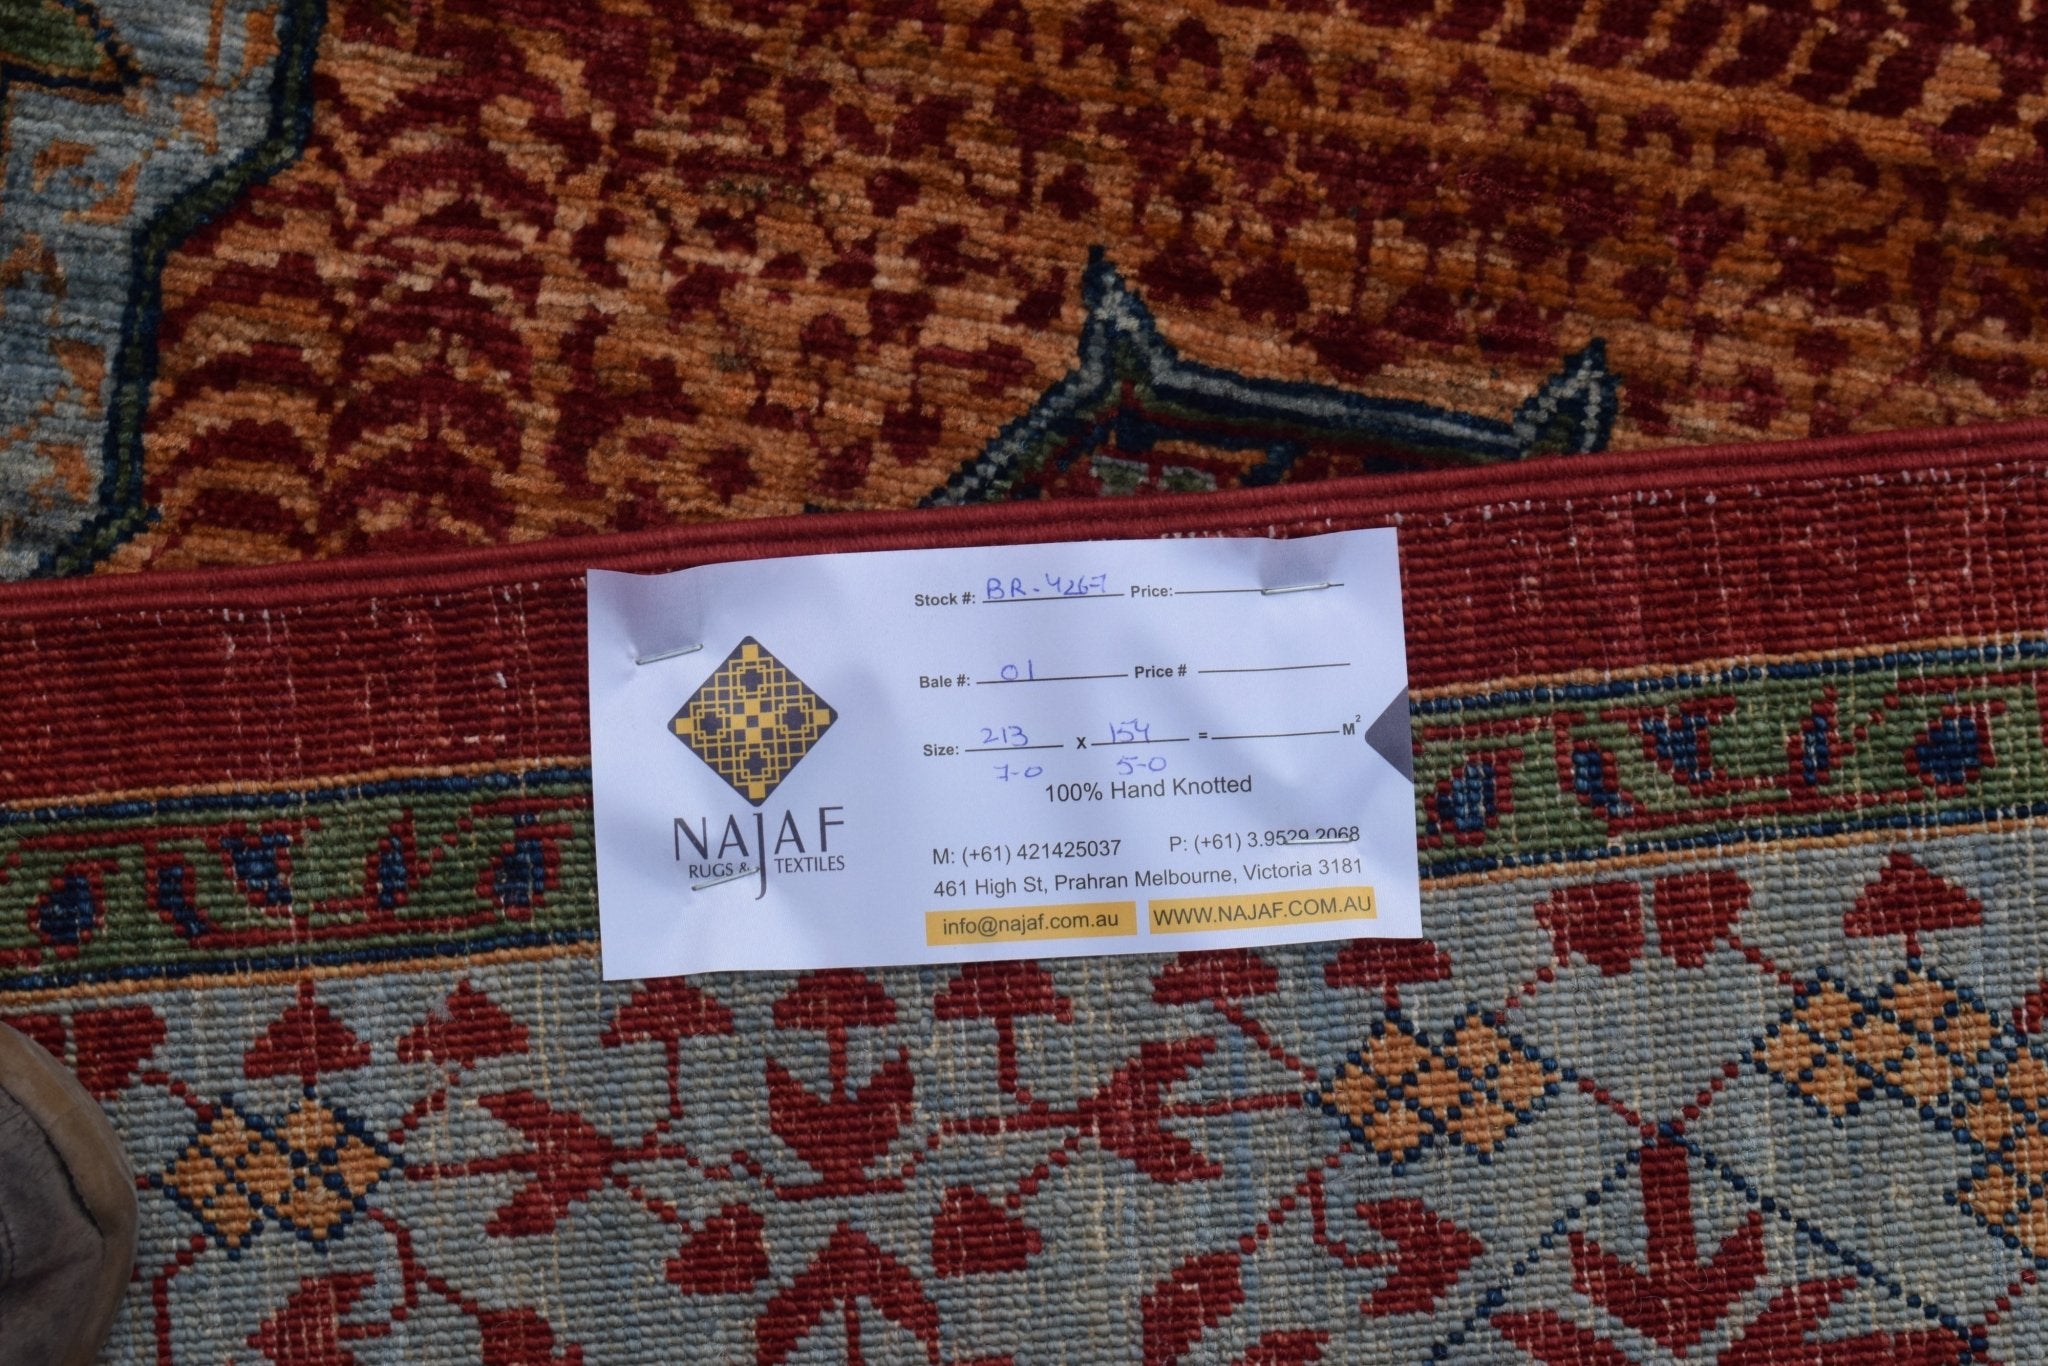 NAJAF
RUGS & TEXTILES
Stock #: BR-4267 Price:
Bale #: 01 Price #
Size: 213 X 154 = M²
7-0 5-0
100% Hand Knotted
M: (+61) 421425037 P: (+61) 3.9529 2068
461 High St, Prahran Melbourne, Victoria 3181
info@najaf.com.au WWW.NAJAF.COM.AU